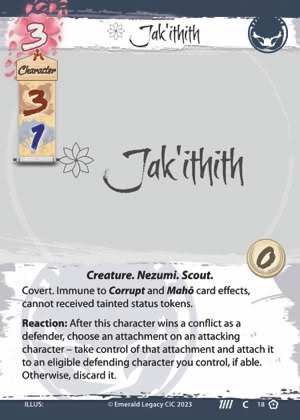 3
Jak'ithith
Character
3
1
Jak'ithith
0
Creature. Nezumi. Scout.
Covert. Immune to Corrupt and Mahō card effects,
cannot received tainted status tokens.
Reaction: After this character wins a conflict as a
defender, choose an attachment on an attacking
character – take control of that attachment and attach it
to an eligible defending character you control, if able.
Otherwise, discard it.
ILLUS: © Emerald Legacy CIC 2023 C 18